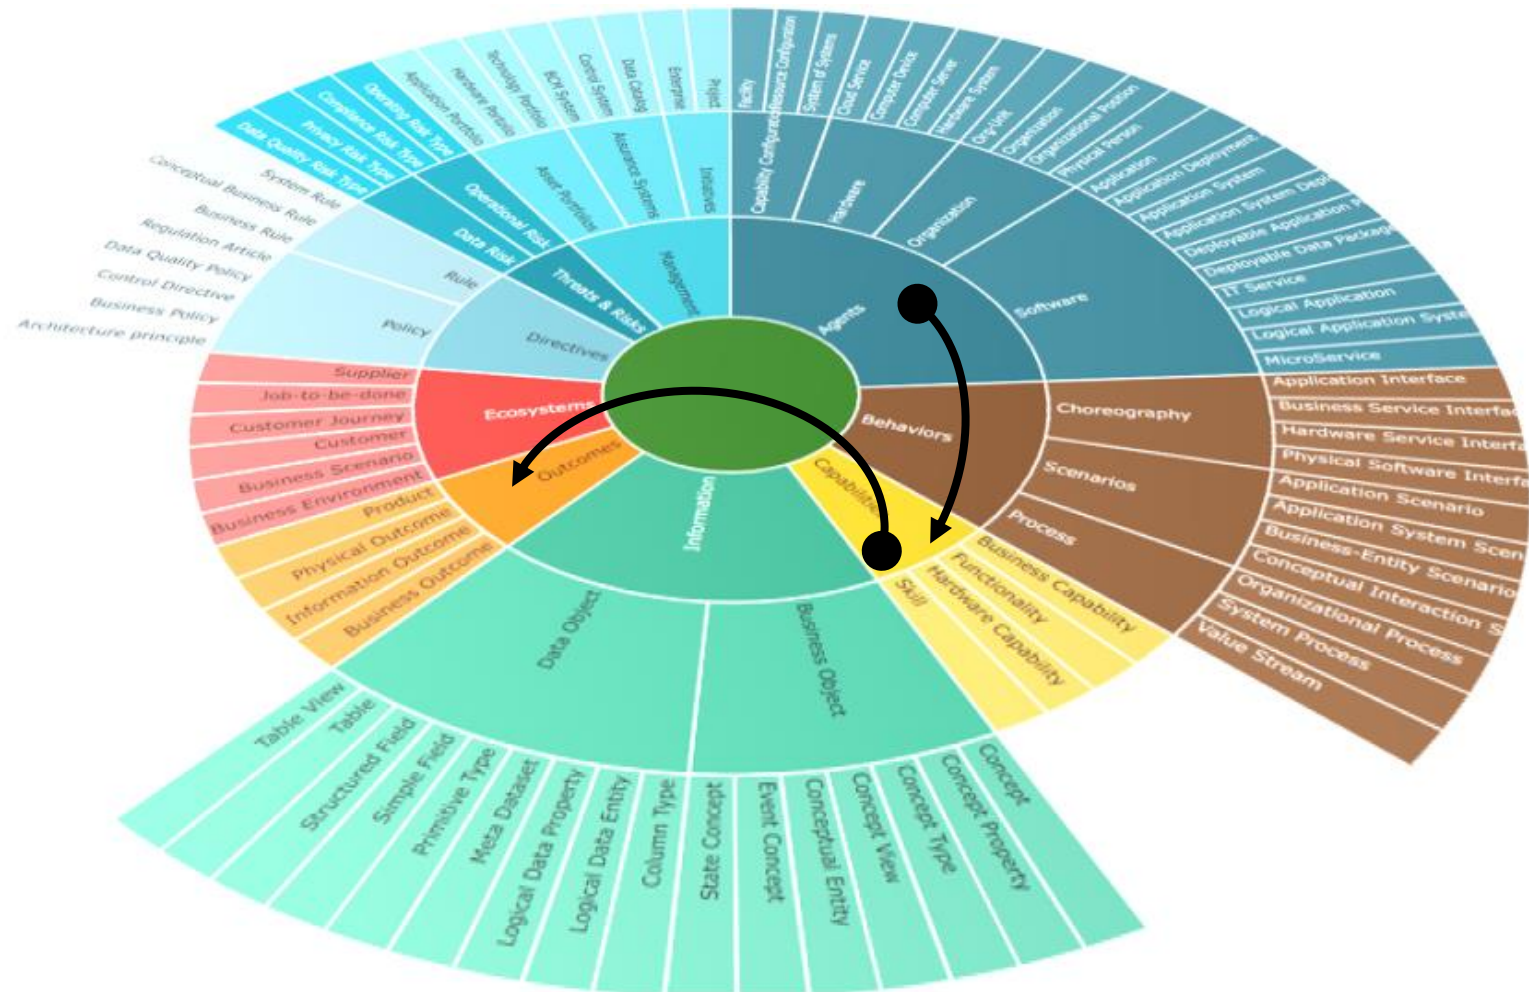 Agents
Capability Configuration
Facility
Resource Configuration
System of Systems
Hardware
Cloud Service
Computer Device
Computer Server
Hardware System
Organization
Org-Unit
Organization
Organizational Position
Physical Person
Software
Application
Application Deployment
Application System
Application System
Deployable Application
Deployable Data Package
IT Service
Logical Application
Logical Application
MicroService
Behaviors
Choreography
Application Interface
Business Service
Hardware Service
Physical Software
Scenarios
Application Scenario
Application System
Business-Entity Scenario
Conceptual Interaction
Process
Organizational Process
System Process
Value Stream
Capabilities
Business Capability
Functionality
Hardware Capability
Skill
Information
Business Object
Concept
Concept Property
Concept Type
Concept View
Conceptual Entity
Event Concept
State Concept
Data Object
Column Type
Logical Data Entity
Logical Data Property
Meta Dataset
Primitive Type
Simple Field
Structured Field
Table
Table View
Outcomes
Business Outcome
Information Outcome
Physical Outcome
Product
Ecosystems
Business Environment
Business Scenario
Customer
Customer Journey
Job-to-be-done
Supplier
Directives
Policy
Architecture principle
Business Policy
Control Directive
Data Quality Policy
Regulation Article
Rule
Business Rule
Conceptual Business Rule
System Rule
Threats & Risks
Data Risk
Data Quality Risk Type
Privacy Risk Type
Operational Risk
Compliance Risk Type
Operating Risk Type
Management
Asset Portfolios
Application Portfolio
Hardware Portfolio
Technology Portfolio
Assurance Systems
BCM System
Control System
Data Catalog
Initiatives
Enterprise
Project